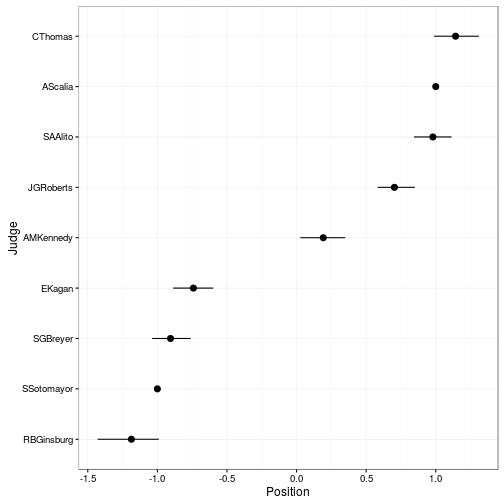 CThomas
AScalia
SAAlito
JGRoberts
AMKennedy
EKagan
SGBreyer
SSotomayor
RBGinsburg
Judge
-1.5 -1.0 -0.5 0.0 0.5 1.0
Position